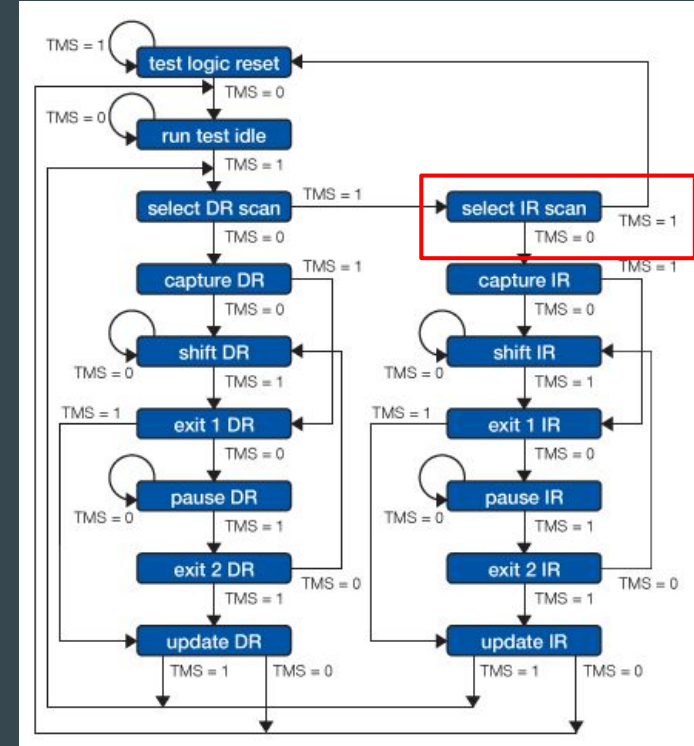 TMS = 1
test logic reset
TMS = 0
TMS = 0
run test idle
TMS = 1
select DR scan
TMS = 1
select IR scan
TMS = 1
TMS = 0
TMS = 0
capture DR
TMS = 1
capture IR
TMS = 1
TMS = 0
TMS = 0
shift DR
shift IR
TMS = 0
TMS = 1
TMS = 0
TMS = 1
TMS = 1
exit 1 DR
TMS = 1
exit 1 IR
TMS = 0
TMS = 0
pause DR
pause IR
TMS = 0
TMS = 1
TMS = 0
TMS = 1
exit 2 DR
TMS = 0
exit 2 IR
TMS = 0
TMS = 1
TMS = 1
update DR
update IR
TMS = 1
TMS = 0
TMS = 1
TMS = 0